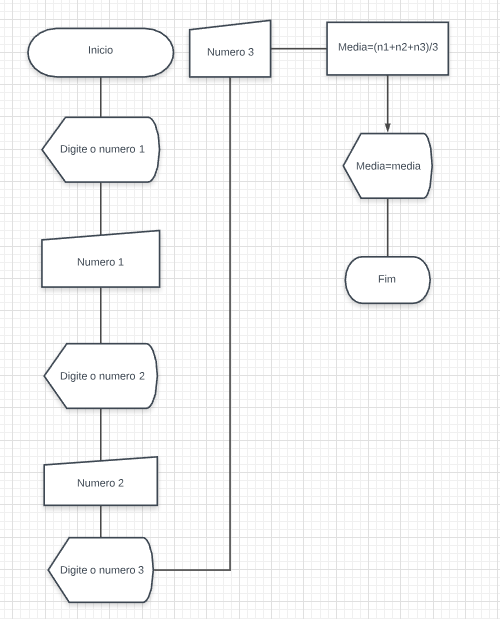 Inicio
Digite o numero 1
Numero 1
Digite o numero 2
Numero 2
Digite o numero 3
Numero 3
Media=(n1+n2+n3)/3
Media=media
Fim